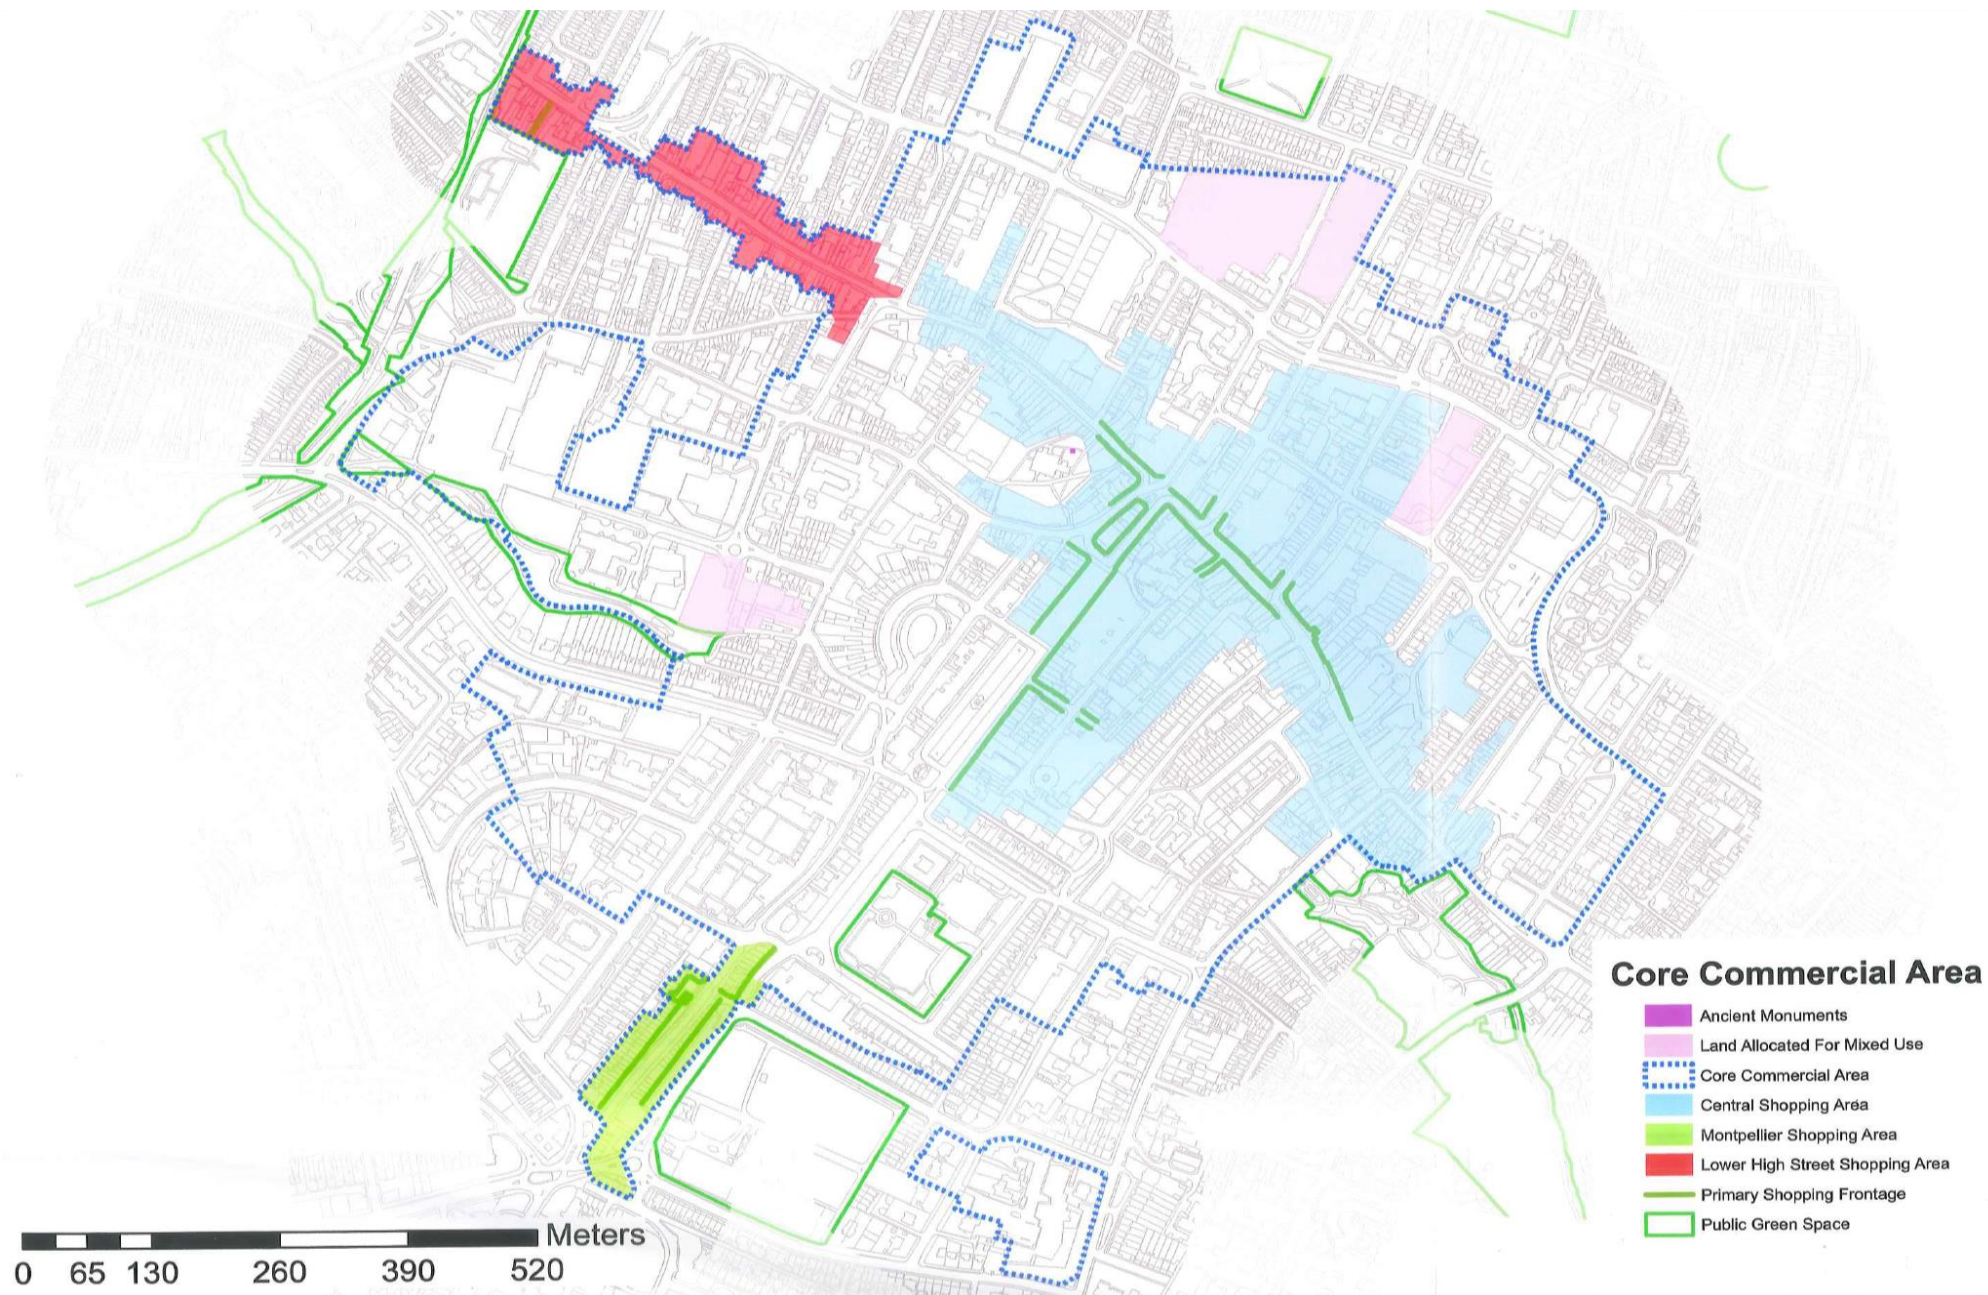 Core Commercial Area
Ancient Monuments
Land Allocated For Mixed Use
Core Commercial Area
Central Shopping Area
Montpellier Shopping Area
Lower High Street Shopping Area
Primary Shopping Frontage
Public Green Space
Meters
0 65 130 260 390 520